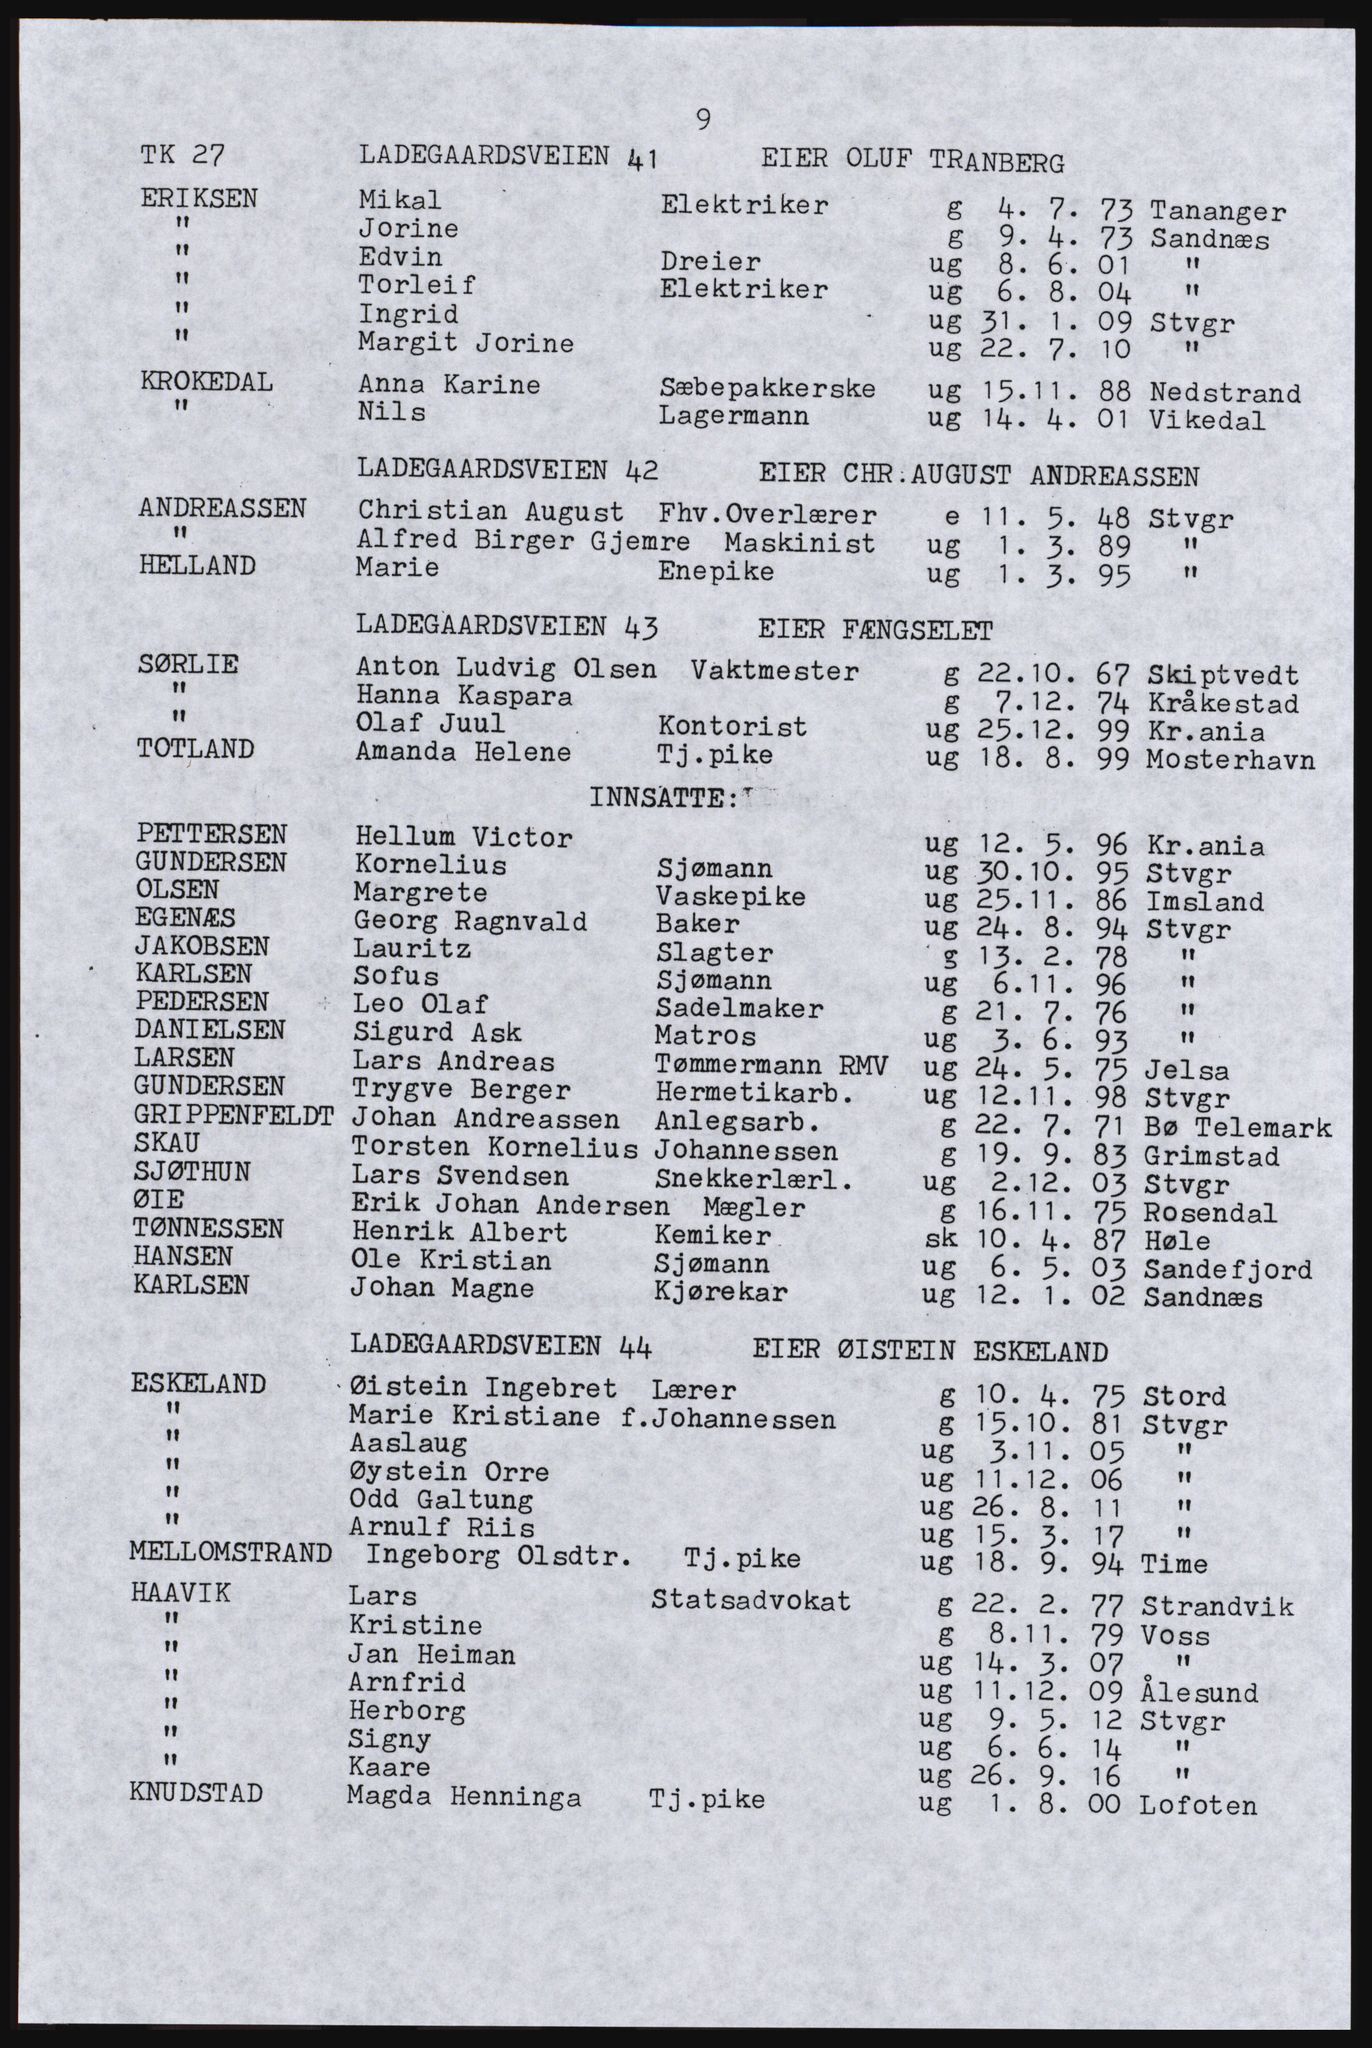 9
TK 27 LADEGAARDSVEIEN 41 EIER OLUF TRANBERG
ERIKSEN Mikal Elektriker g 4. 7. 73 Tananger
" Jorine g 9. 4. 73 Sandnæs
" Edvin Dreier ug 8. 6. 01 "
" Torleif Elektriker ug 6. 8. 04 "
" Ingrid ug 31. 1. 09 Stvgr
" Margit Jorine ug 22. 7. 10 "
KROKEDAL Anna Karine Sæbepakkerske ug 15.11. 88 Nedstrand
" Nils Lagermann ug 14. 4. 01 Vikedal
LADEGAARDSVEIEN 42 EIER CHR.AUGUST ANDREASSEN
ANDREASSEN Christian August Fhv.Overlærer e 11. 5. 48 Stvgr
" Alfred Birger Gjemre Maskinist ug 1. 3. 89 "
HELLAND Marie Enepike ug 1. 3. 95 "
LADEGAARDSVEIEN 43 EIER FÆNGSELET
SØRLIE Anton Ludvig Olsen Vaktmester g 22.10. 67 Skiptvedt
" Hanna Kaspara g 7.12. 74 Kråkestad
" Olaf Juul Kontorist ug 25.12. 99 Kr.ania
TOTLAND Amanda Helene Tj.pike ug 18. 8. 99 Mosterhavn
INNSATTE:
PETTERSEN Hellum Victor ug 12. 5. 96 Kr.ania
GUNDERSEN Kornelius Sjømann ug 30.10. 95 Stvgr
OLSEN Margrete Vaskepike ug 25.11. 86 Imsland
EGENÆS Georg Ragnvald Baker ug 24. 8. 94 Stvgr
JAKOBSEN Lauritz Slagter g 13. 2. 78 "
KARLSEN Sofus Sjømann ug 6.11. 96 "
PEDERSEN Leo Olaf Sadelmaker g 21. 7. 76 "
DANIELSEN Sigurd Ask Matros ug 3. 6. 93 "
LARSEN Lars Andreas Tømmermann RMV ug 24. 5. 75 Jelsa
GUNDERSEN Trygve Berger Hermetikarb. ug 12.11. 98 Stvgr
GRIPPENFELDT Johan Andreassen Anlegsarb. g 22. 7. 71 Bø Telemark
SKAU Torsten Kornelius Johannessen g 19. 9. 83 Grimstad
SJØTHUN Lars Svendsen Snekkerlærl. ug 2.12. 03 Stvgr
ØIE Erik Johan Andersen Mægler g 16.11. 75 Rosendal
TØNNESSEN Henrik Albert Kemiker sk 10. 4. 87 Høle
HANSEN Ole Kristian Sjømann ug 6. 5. 03 Sandefjord
KARLSEN Johan Magne Kjørekar ug 12. 1. 02 Sandnæs
LADEGAARDSVEIEN 44 EIER ØISTEIN ESKELAND
ESKELAND Øistein Ingebret Lærer g 10. 4. 75 Stord
" Marie Kristiane f.Johannessen g 15.10. 81 Stvgr
" Aaslaug ug 3.11. 05 "
" Øystein Orre ug 11.12. 06 "
" Odd Galtung ug 26. 8. 11 "
" Arnulf Riis ug 15. 3. 17 "
MELLOMSTRAND Ingeborg Olsdtr. Tj.pike ug 18. 9. 94 Time
HAAVIK Lars Statsadvokat g 22. 2. 77 Strandvik
" Kristine g 8.11. 79 Voss
" Jan Heiman ug 14. 3. 07 "
" Arnfrid ug 11.12. 09 Ålesund
" Herborg ug 9. 5. 12 Stvgr
" Signy ug 6. 6. 14 "
" Kaare ug 26. 9. 16 "
KNUDSTAD Magda Henninga Tj.pike ug 1. 8. 00 Lofoten